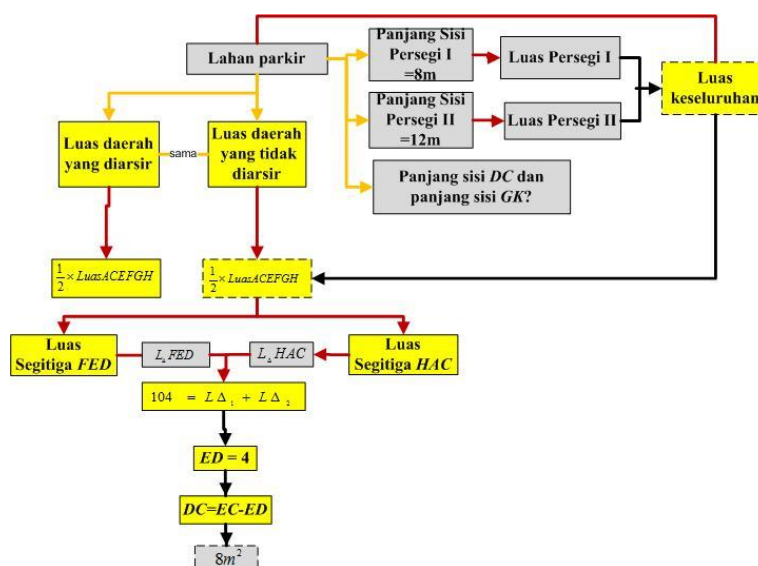 Lahan parkir
Panjang Sisi
Persegi I
=8m
Luas Persegi I
Luas
keseluruhan
Panjang Sisi
Persegi II
=12m
Luas Persegi II
Luas daerah
yang diarsir
sama
Luas daerah
yang tidak
diarsir
Panjang sisi DC dan
panjang sisi GK?
1/2 × LuasACEFGH
1/2 × LuasACEFGH
Luas
Segitiga FED
L△FED
L△HAC
Luas
Segitiga HAC
104 = LΔ₁ + LΔ₂
ED = 4
DC=EC-ED
8m²